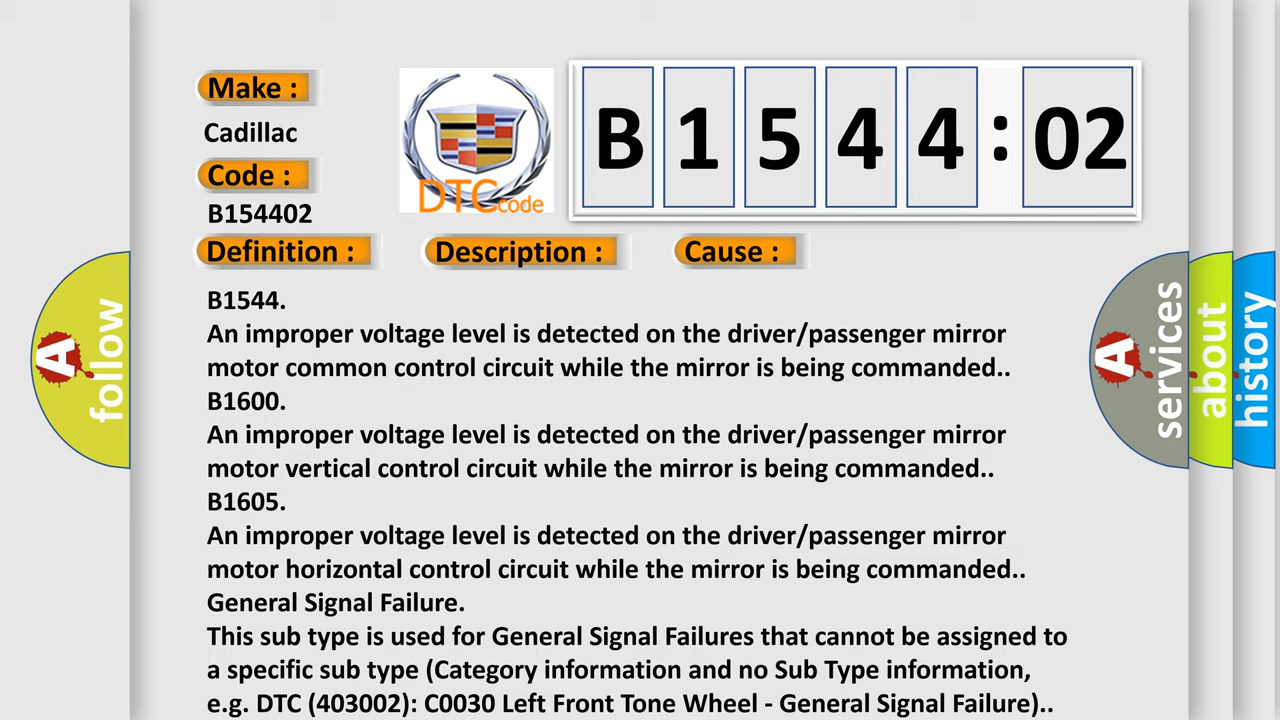 Make :
Cadillac
Code :
B154402
DTCcode
B1544:02
Definition :
Description :
Cause :
B1544.
An improper voltage level is detected on the driver/passenger mirror
motor common control circuit while the mirror is being commanded..
B1600.
An improper voltage level is detected on the driver/passenger mirror
motor vertical control circuit while the mirror is being commanded..
B1605.
An improper voltage level is detected on the driver/passenger mirror
motor horizontal control circuit while the mirror is being commanded..
General Signal Failure.
This sub type is used for General Signal Failures that cannot be assigned to
a specific sub type (Category information and no Sub Type information,
e.g. DTC (403002): C0030 Left Front Tone Wheel - General Signal Failure)..
A
follow
A
services
about
history